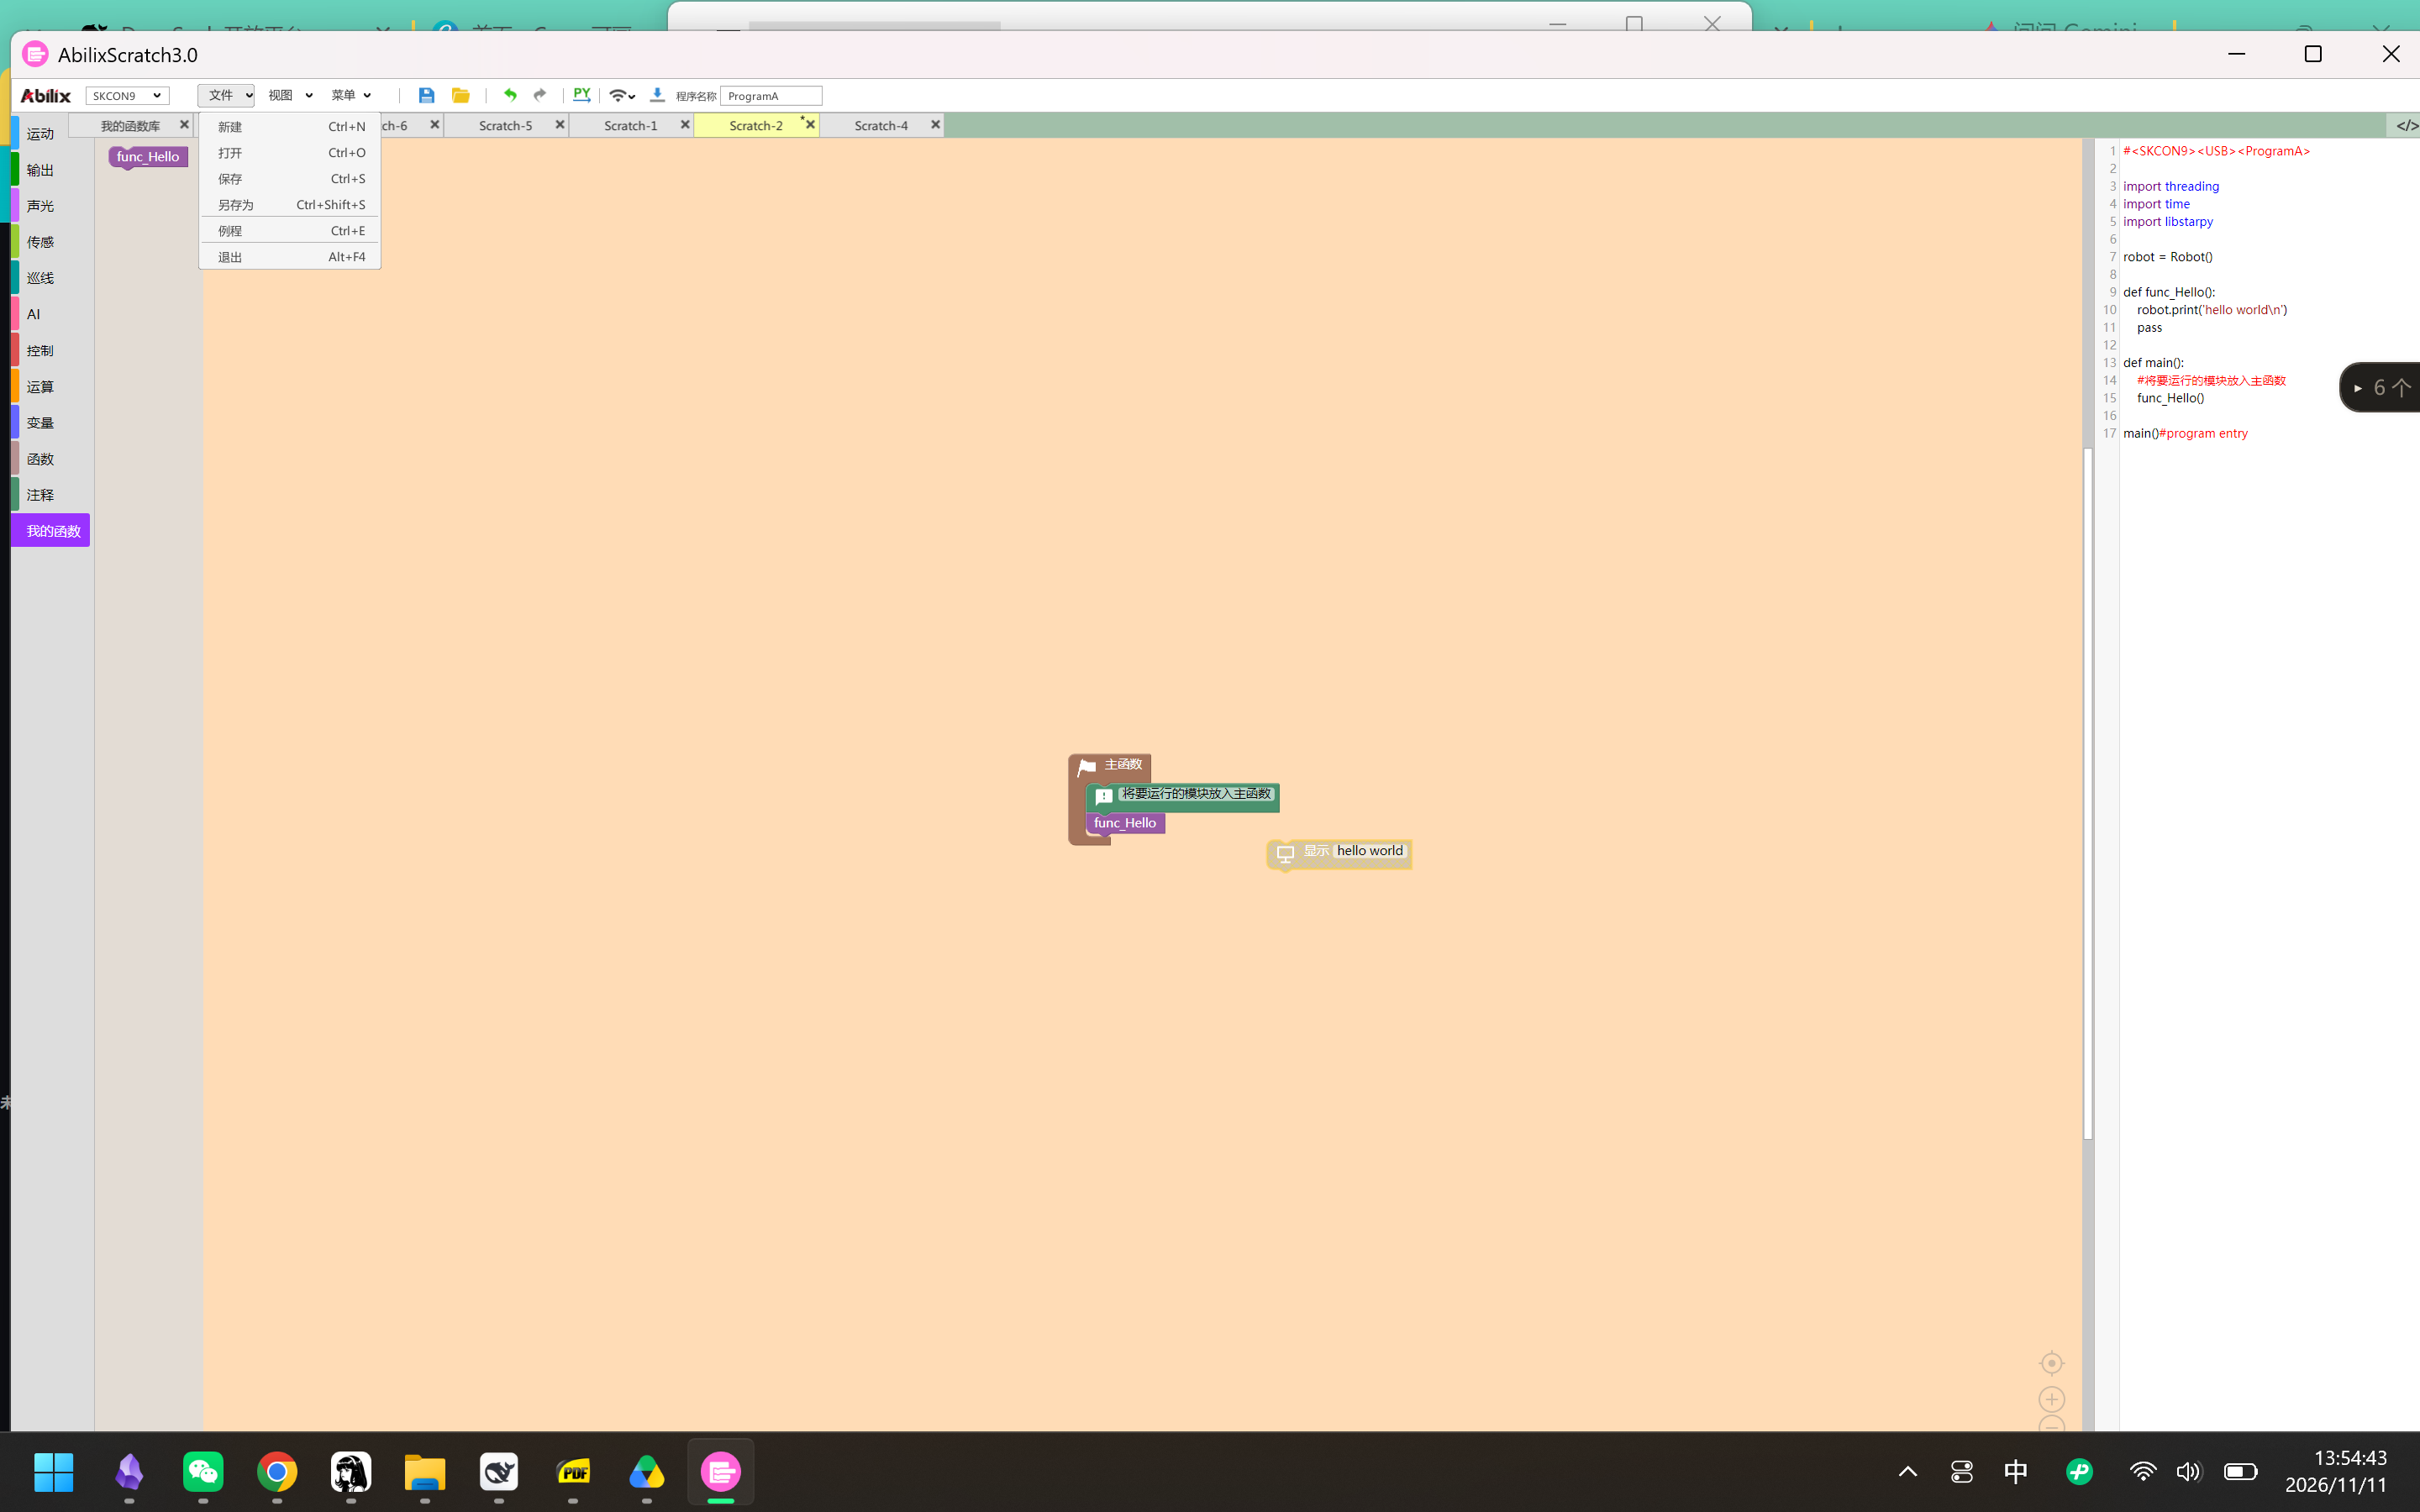 AbilixScratch3.0
Abilix SKCON9 文件 视图 菜单 PY 程序名称 ProgramA
我的函数库 ch-6 Scratch-5 Scratch-1 Scratch-2 * Scratch-4 </>
新建 Ctrl+N
打开 Ctrl+O
保存 Ctrl+S
另存为 Ctrl+Shift+S
例程 Ctrl+E
退出 Alt+F4
运动
输出
声光
传感
巡线
AI
控制
运算
变量
函数
注释
我的函数
func_Hello
主函数
将要运行的模块放入主函数
func_Hello
显示 hello world
1 #<SKCON9><USB><ProgramA>
2
3 import threading
4 import time
5 import libstarpy
6
7 robot = Robot()
8
9 def func_Hello():
10 robot.print('hello world\n')
11 pass
12
13 def main():
14 #将要运行的模块放入主函数
15 func_Hello()
16
17 main()#program entry
6 个
PDF
中
13:54:43
2026/11/11